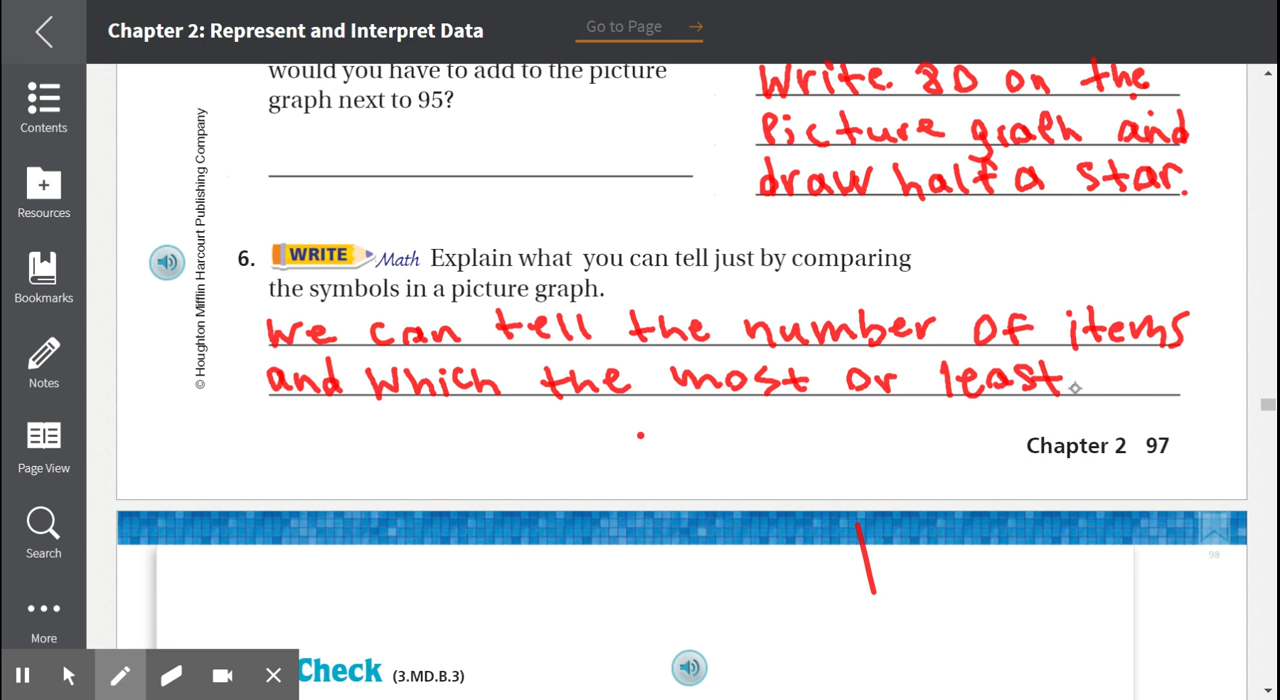 Chapter 2: Represent and Interpret Data
Go to Page →
Contents
Resources
Bookmarks
Notes
Page View
Search
More
© Houghton Mifflin Harcourt Publishing Company
would you have to add to the picture
graph next to 95?
Write 80 on the
Picture graph and
draw half a star.
6. WRITE Math Explain what you can tell just by comparing
the symbols in a picture graph.
We can tell the number of items
and which the most or least
Chapter 2 97
98
Check (3.MD.B.3)